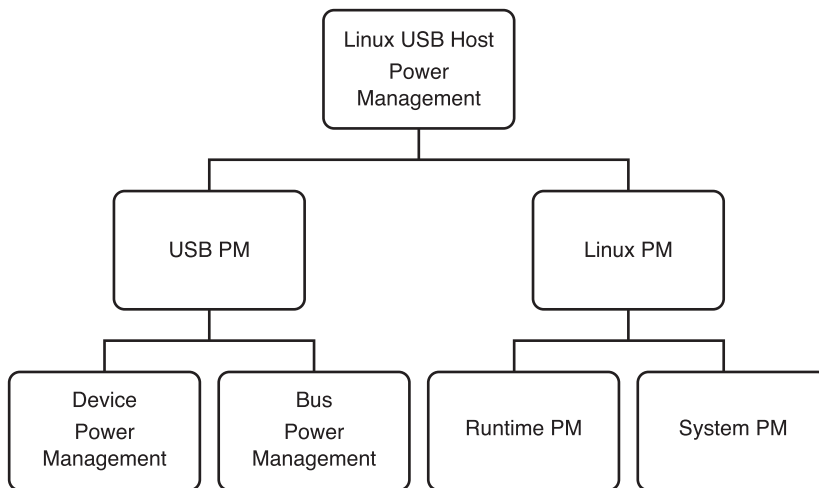 Linux USB Host
Power
Management
USB PM
Linux PM
Device
Power
Management
Bus
Power
Management
Runtime PM
System PM